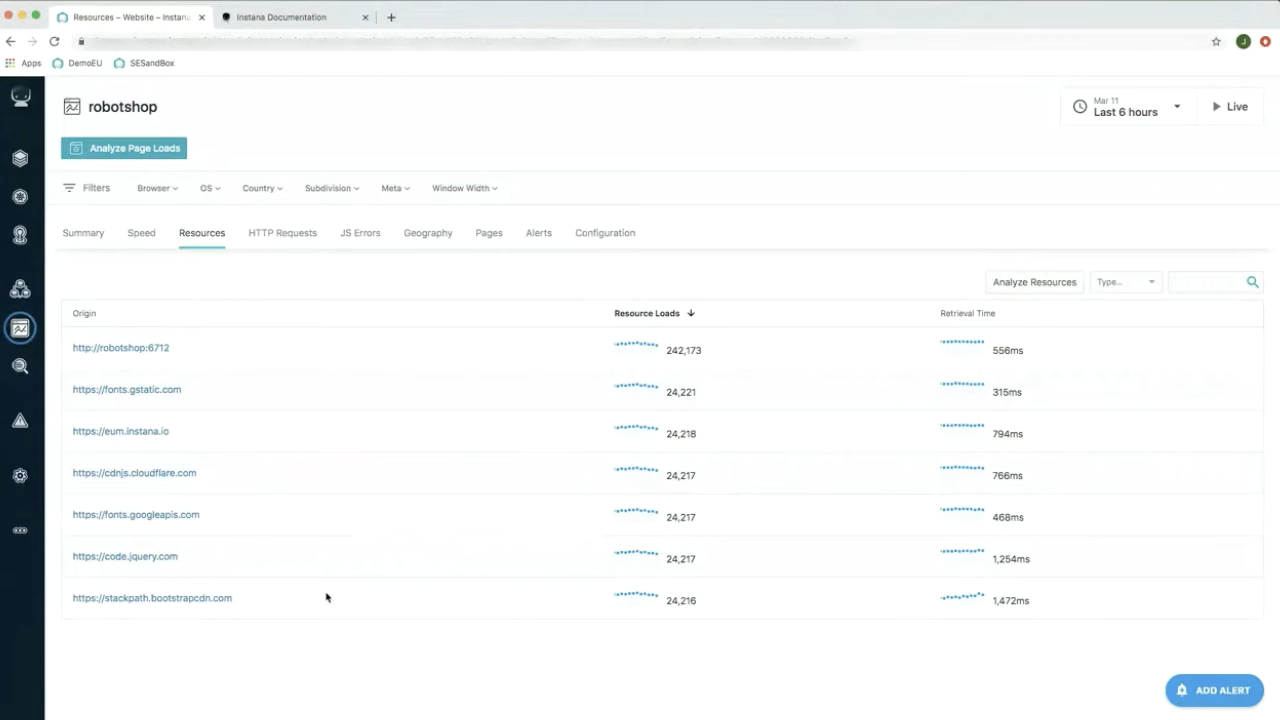 Resources – Website – Instana
Instana Documentation
J
Apps
DemoEU
SESandBox
robotshop
Mar 11
Last 6 hours
Live
Analyze Page Loads
Filters
Browser
OS
Country
Subdivision
Meta
Window Width
Summary
Speed
Resources
HTTP Requests
JS Errors
Geography
Pages
Alerts
Configuration
Analyze Resources
Type...
Origin
Resource Loads
Retrieval Time
http://robotshop:6712
242,173
556ms
https://fonts.gstatic.com
24,221
315ms
https://eum.instana.io
24,218
794ms
https://cdnjs.cloudflare.com
24,217
766ms
https://fonts.googleapis.com
24,217
468ms
https://code.jquery.com
24,217
1,254ms
https://stackpath.bootstrapcdn.com
24,216
1,472ms
ADD ALERT